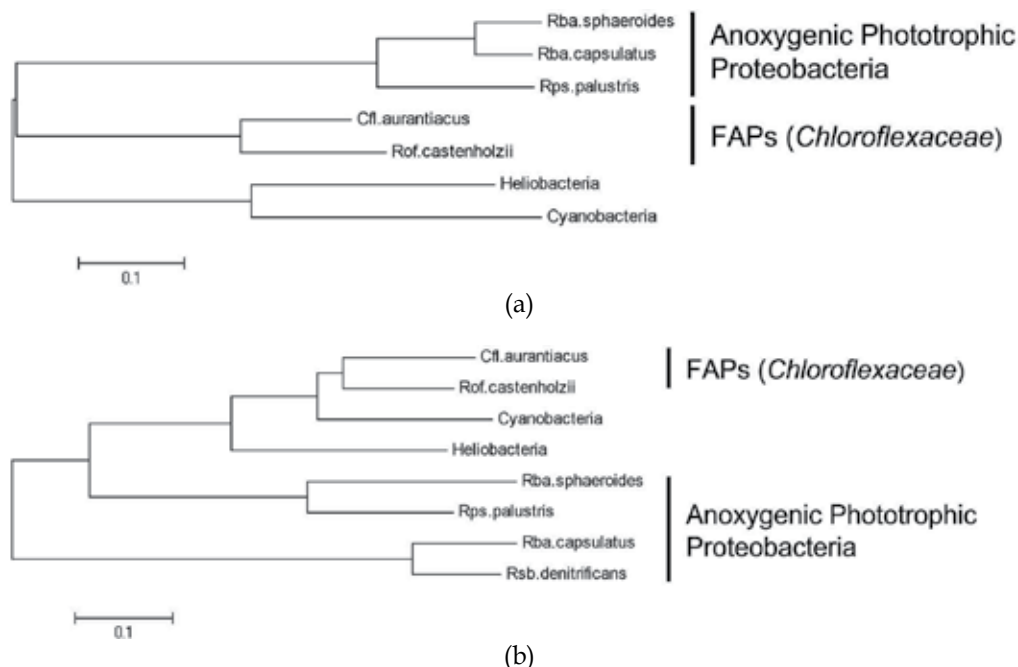 Rba.sphaeroides
Rba.capsulatus
Rps.palustris
Anoxygenic Phototrophic
Proteobacteria
Cfl.aurantiacus
Rof.castenholzii
FAPs (Chloroflexaceae)
Heliobacteria
Cyanobacteria
0.1
(a)
Cfl.aurantiacus
Rof.castenholzii
FAPs (Chloroflexaceae)
Cyanobacteria
Heliobacteria
Rba.sphaeroides
Rps.palustris
Rba.capsulatus
Rsb.denitrificans
Anoxygenic Phototrophic
Proteobacteria
0.1
(b)